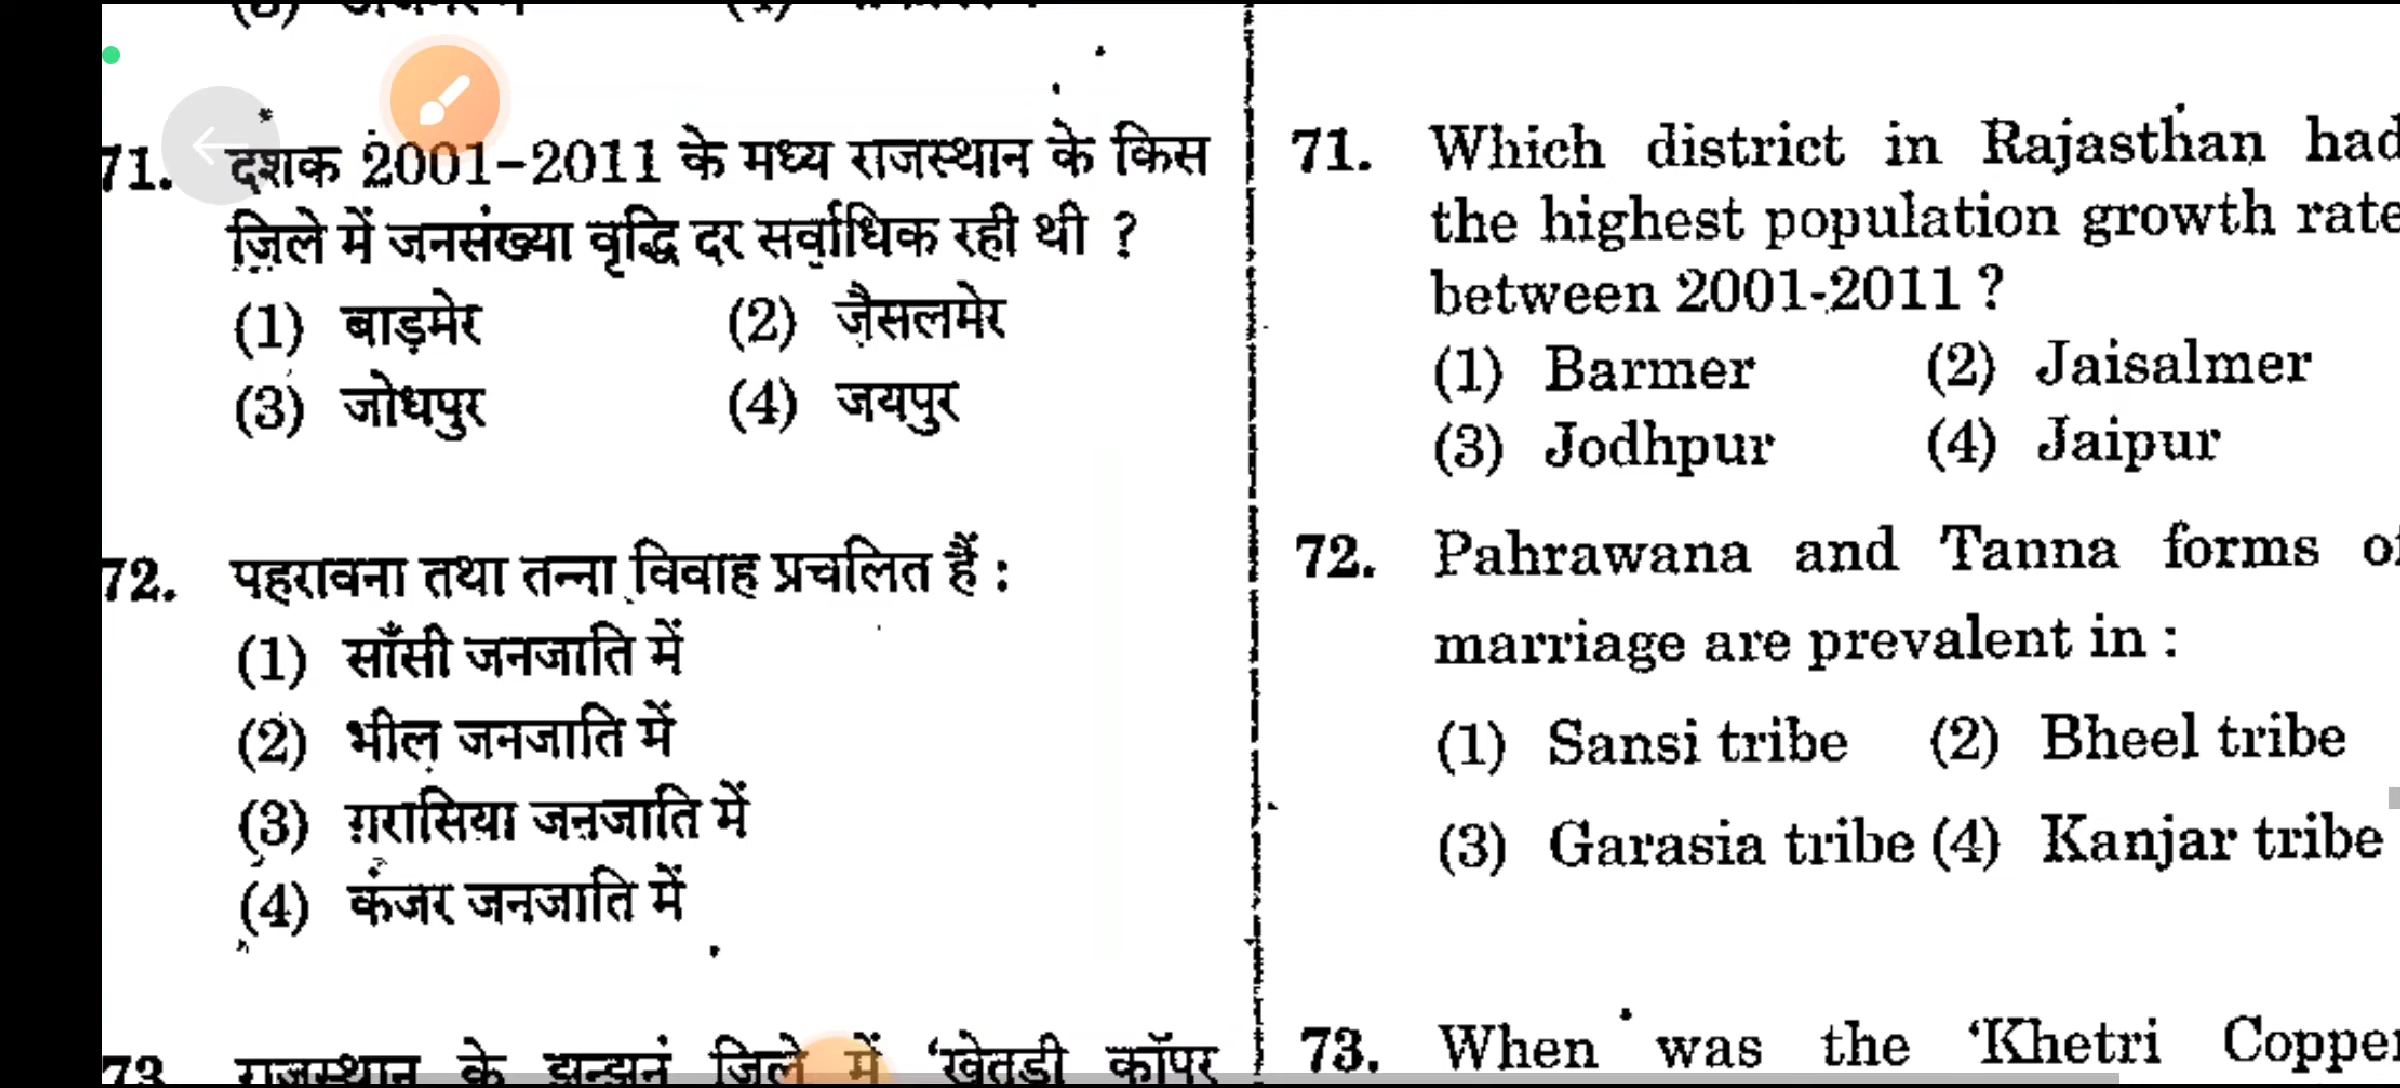 71. दशक 2001-2011 के मध्य राजस्थान के किस
जिले में जनसंख्या वृद्धि दर सर्वाधिक रही थी ?
(1) बाड़मेर (2) जैसलमेर
(3) जोधपुर (4) जयपुर
72. पहरावना तथा तन्ना विवाह प्रचलित हैं :
(1) साँसी जनजाति में
(2) भील जनजाति में
(3) गरासिया जनजाति में
(4) कंजर जनजाति में
73. राजस्थान के झुन्झुनूं जिले में ‘खेतड़ी कॉपर
71. Which district in Rajasthan had
the highest population growth rate
between 2001-2011 ?
(1) Barmer (2) Jaisalmer
(3) Jodhpur (4) Jaipur
72. Pahrawana and Tanna forms of
marriage are prevalent in :
(1) Sansi tribe (2) Bheel tribe
(3) Garasia tribe (4) Kanjar tribe
73. When was the ‘Khetri Copper